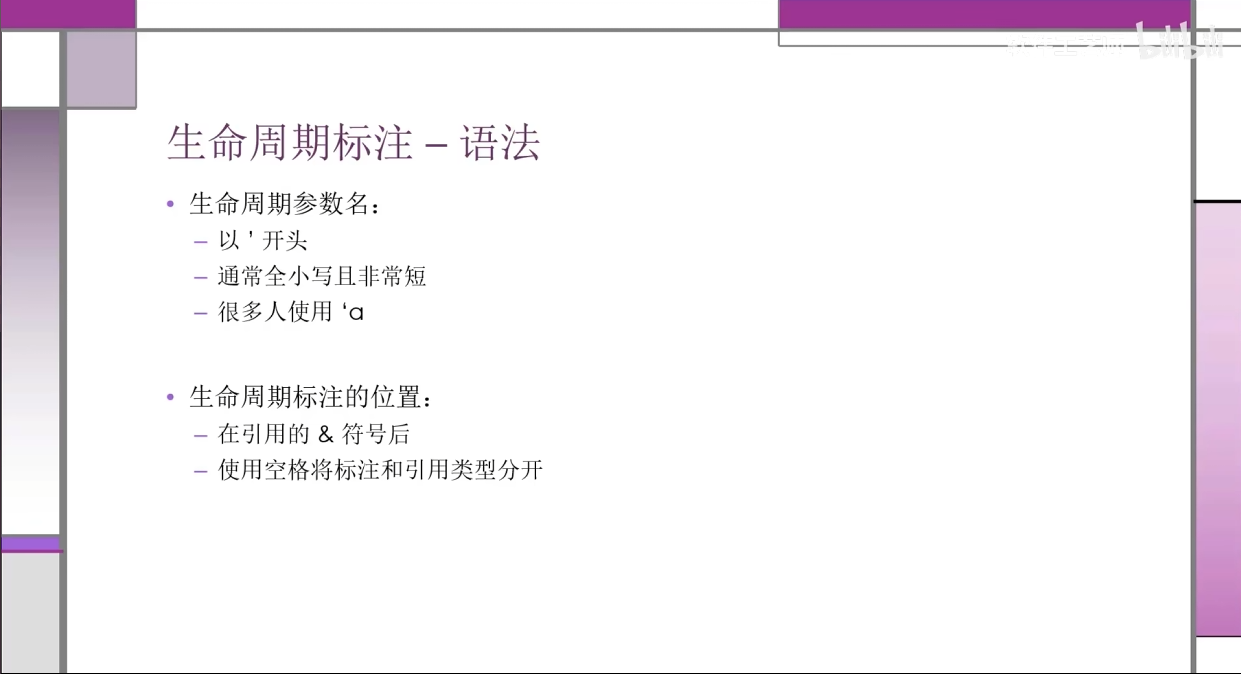 bilibili
生命周期标注 – 语法
• 生命周期参数名：
– 以 ' 开头
– 通常全小写且非常短
– 很多人使用 ‘a
• 生命周期标注的位置：
– 在引用的 & 符号后
– 使用空格将标注和引用类型分开